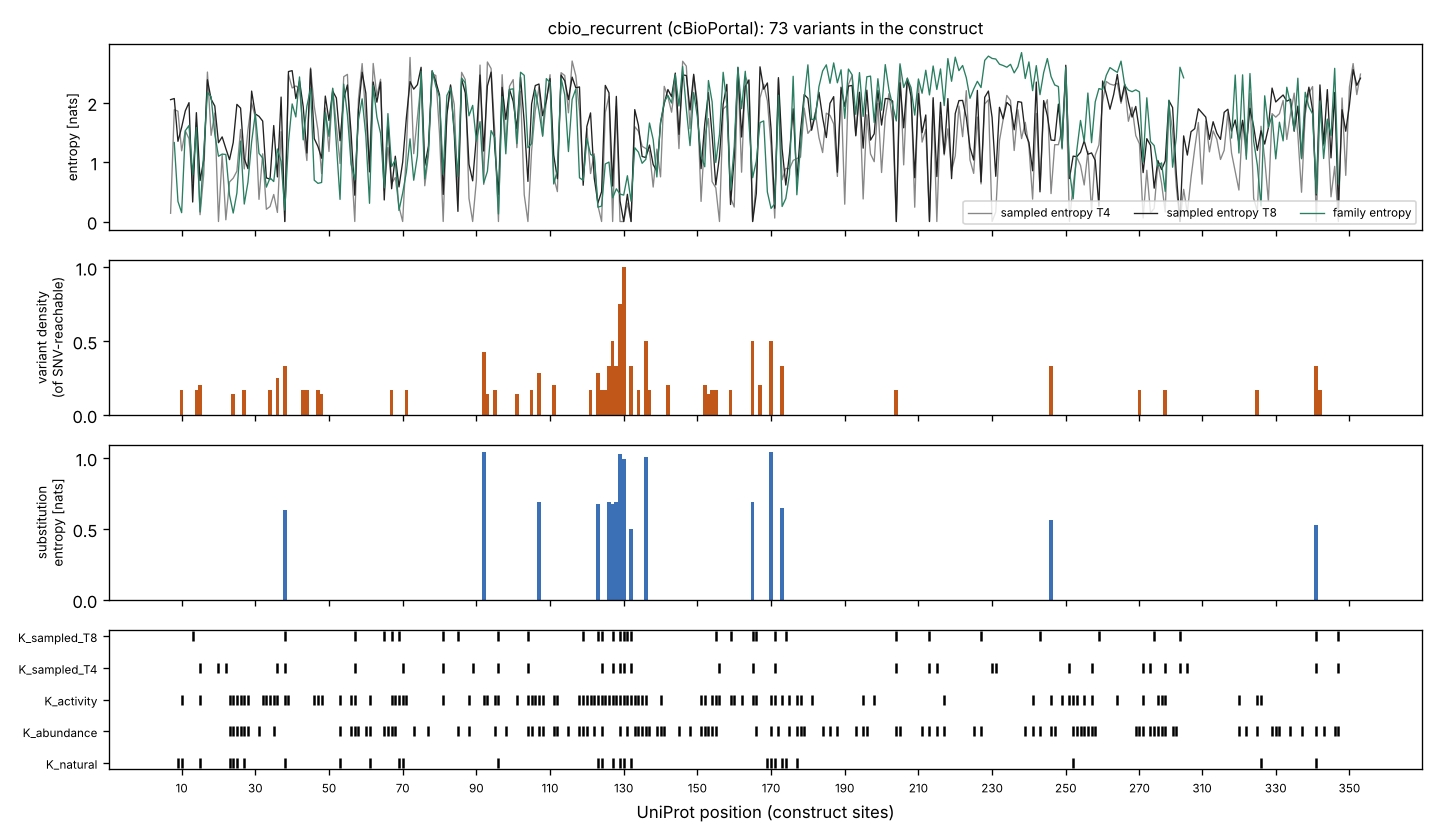 cbio_recurrent (cBioPortal): 73 variants in the construct
entropy [nats]
2
1
0
sampled entropy T4
sampled entropy T8
family entropy
variant density
(of SNV-reachable)
1.0
0.5
0.0
substitution
entropy [nats]
1.0
0.5
0.0
K_sampled_T8
K_sampled_T4
K_activity
K_abundance
K_natural
10 30 50 70 90 110 130 150 170 190 210 230 250 270 310 330 350
UniProt position (construct sites)